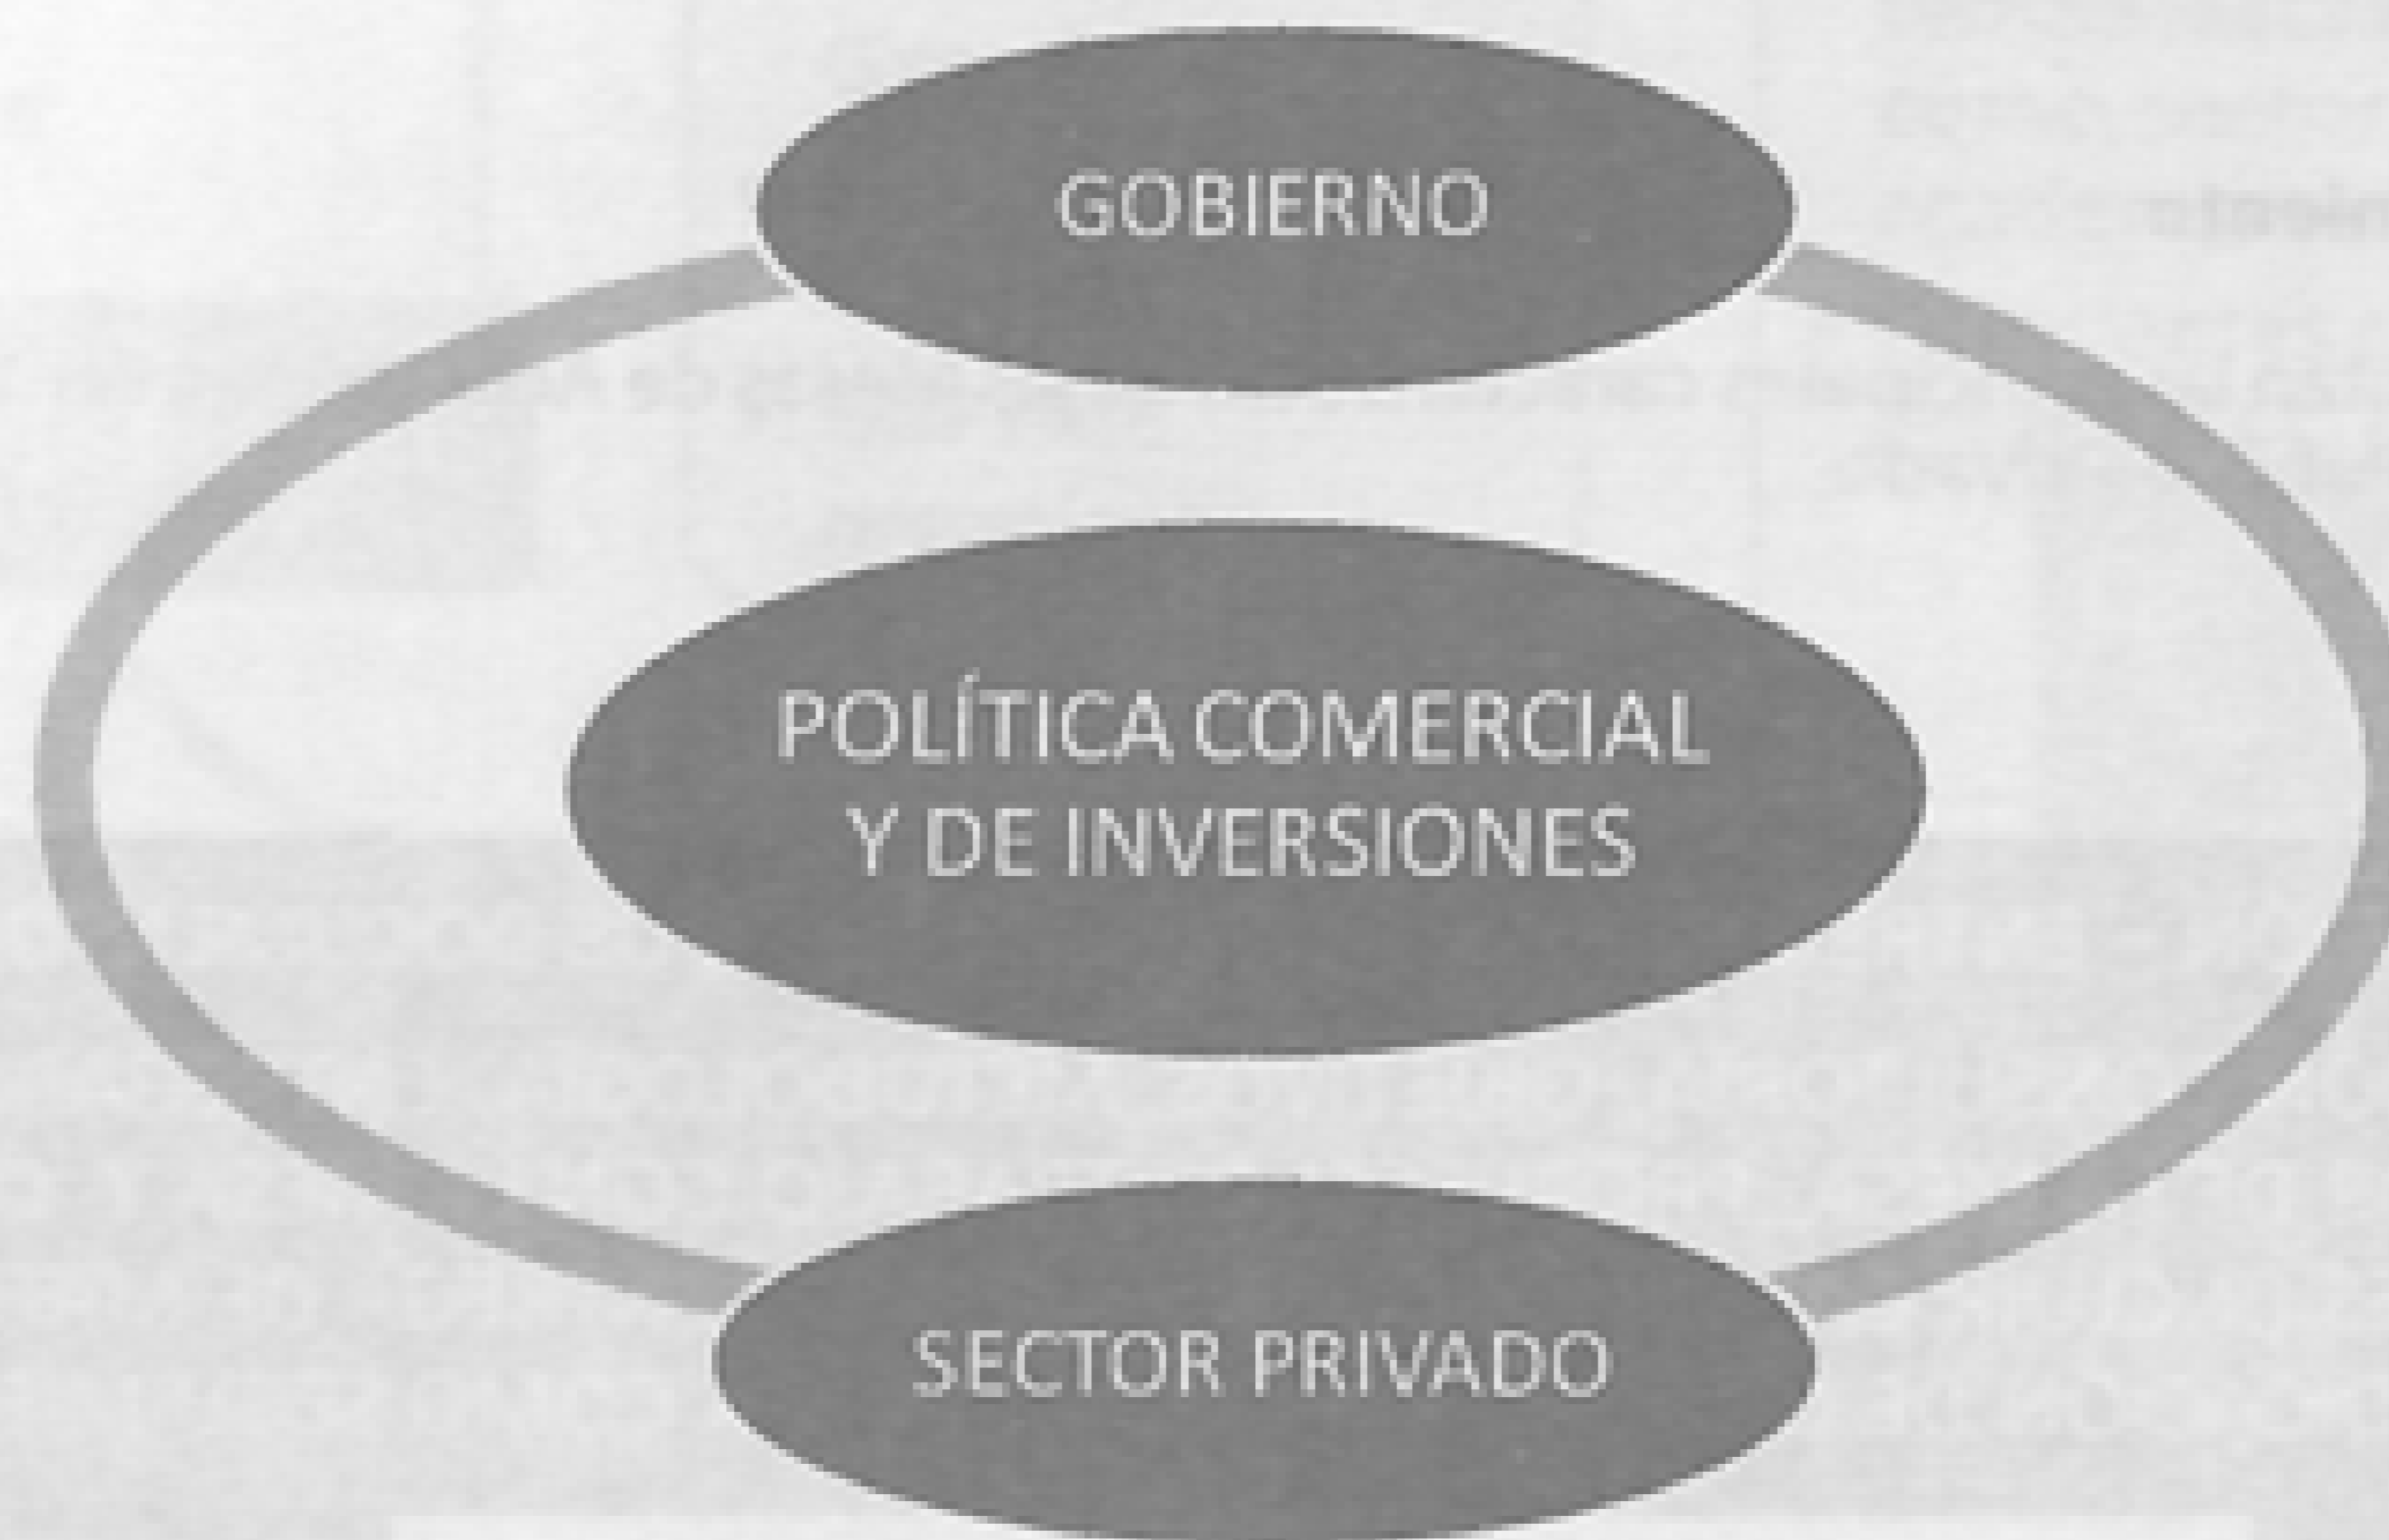 GOBIERNO
POLÍTICA COMERCIAL
Y DE INVERSIONES
SECTOR PRIVADO